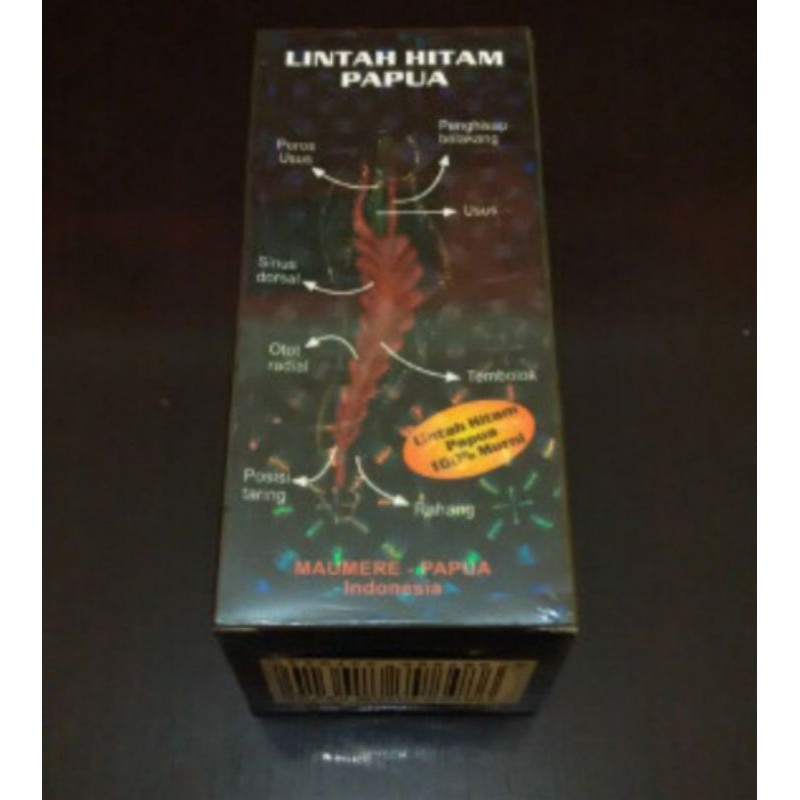 LINTAH HITAM
PAPUA
Poros
Usus
Penghisap
belakang
Usus
Sinus
dorsal
Otot
radial
Tembolok
Lintah Hitam
Papua
100% Murni
Posisi
taring
Rahang
MAUMERE - PAPUA
Indonesia